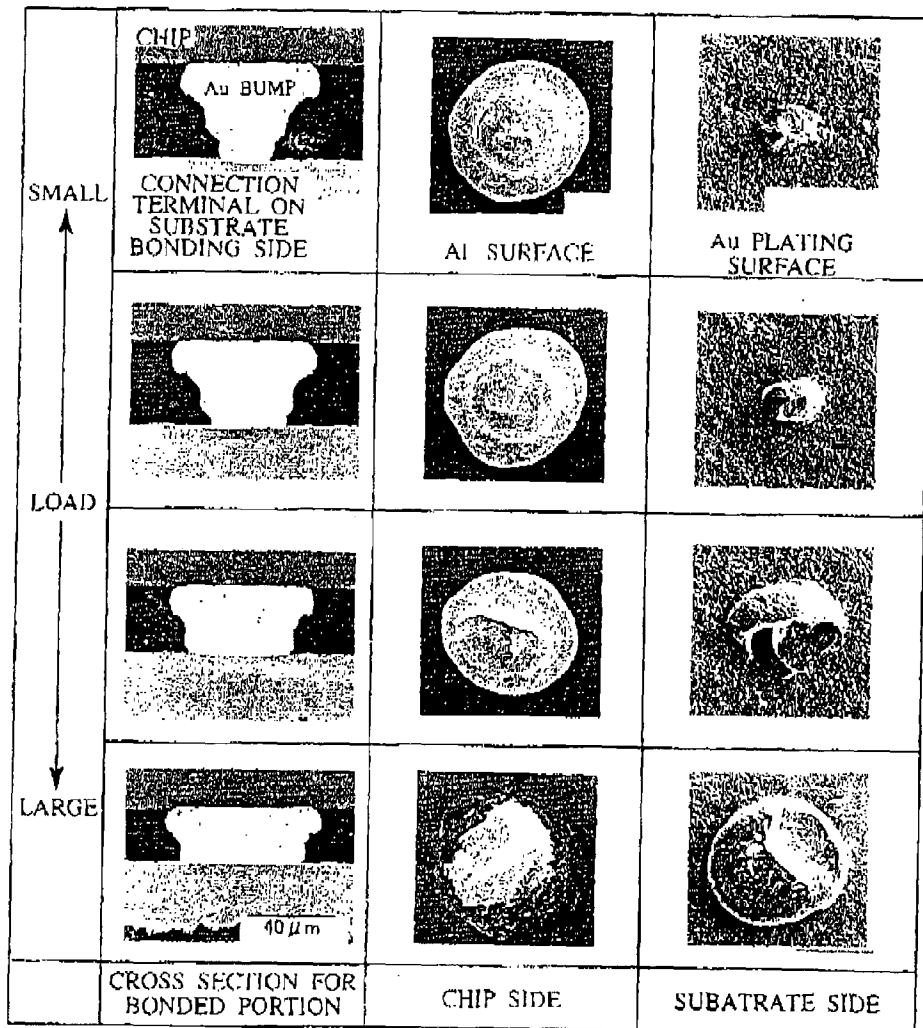 CHIP
Au BUMP
CONNECTION
TERMINAL ON
SUBSTRATE
BONDING SIDE
Al SURFACE
Au PLATING
SURFACE
SMALL
LOAD
LARGE
40 μm
CROSS SECTION FOR
BONDED PORTION
CHIP SIDE
SUBATRATE SIDE